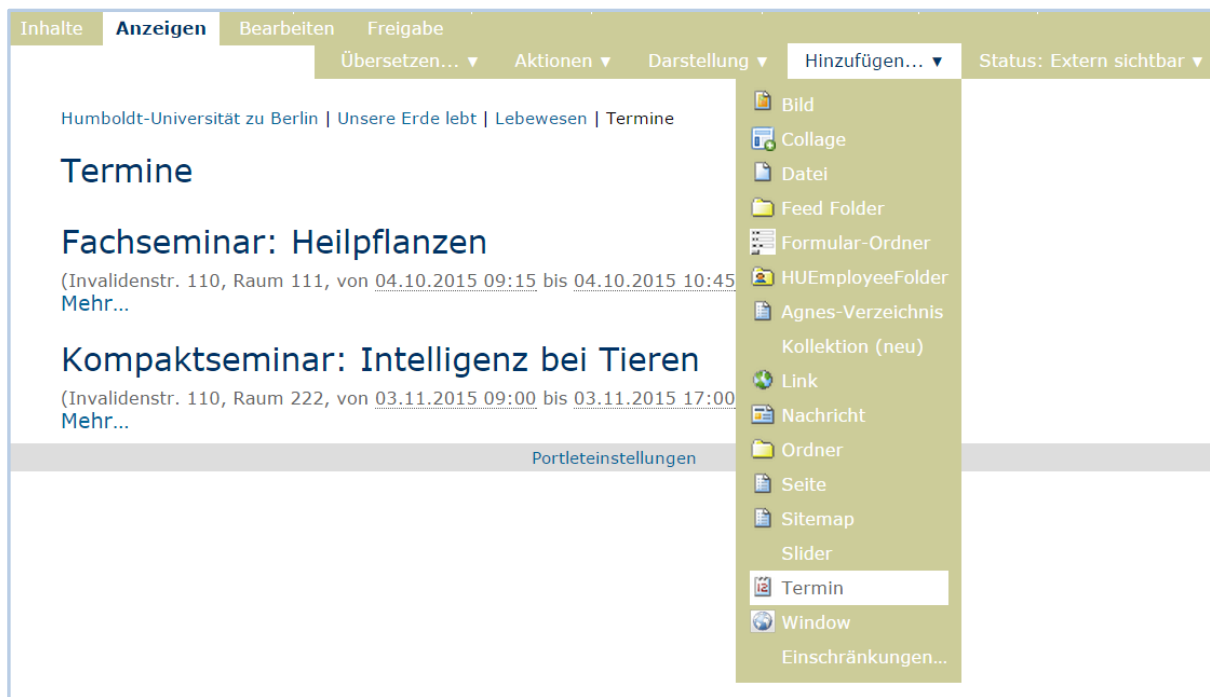 Inhalte Anzeigen Bearbeiten Freigabe
Übersetzen... ▼ Aktionen ▼ Darstellung ▼ Hinzufügen... ▼ Status: Extern sichtbar ▼
Humboldt-Universität zu Berlin | Unsere Erde lebt | Lebewesen | Termine
Termine
Fachseminar: Heilpflanzen
(Invalidenstr. 110, Raum 111, von 04.10.2015 09:15 bis 04.10.2015 10:45
Mehr…
Kompaktseminar: Intelligenz bei Tieren
(Invalidenstr. 110, Raum 222, von 03.11.2015 09:00 bis 03.11.2015 17:00
Mehr…
Portleteinstellungen
Bild
Collage
Datei
Feed Folder
Formular-Ordner
HUEmployeeFolder
Agnes-Verzeichnis
Kollektion (neu)
Link
Nachricht
Ordner
Seite
Sitemap
Slider
Termin
Window
Einschränkungen...